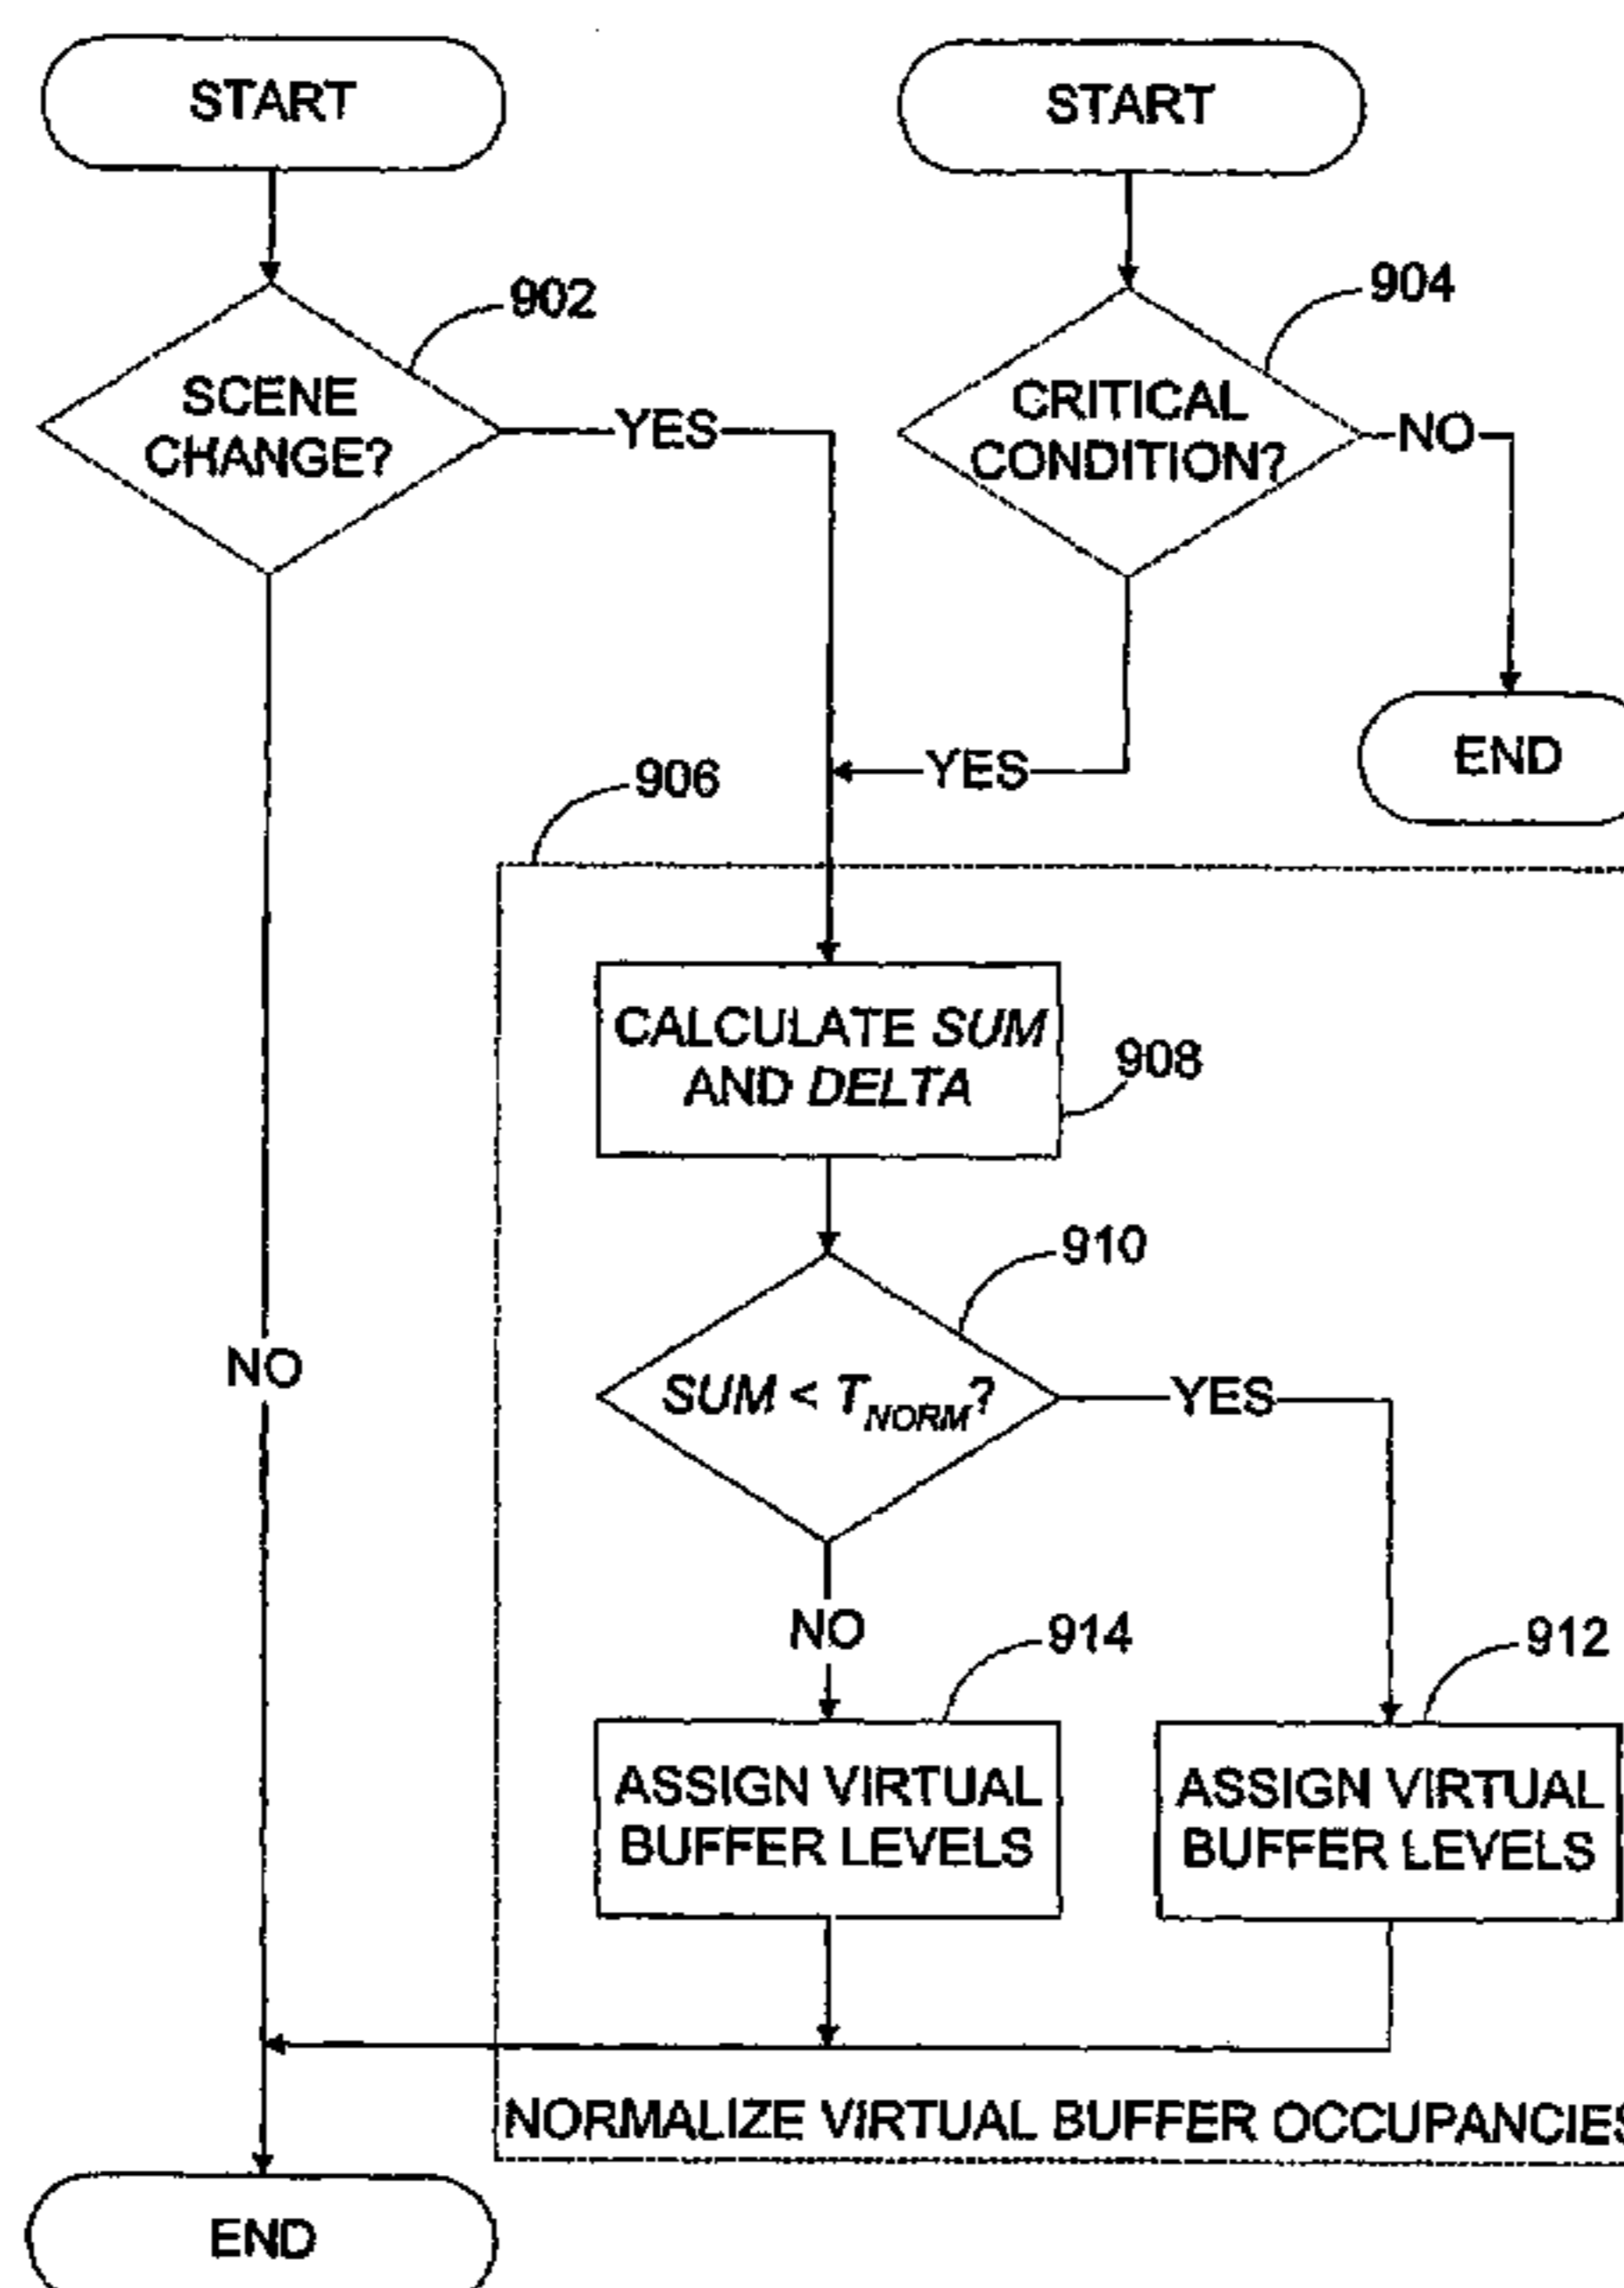 START
START
902
904
SCENE
CHANGE?
YES
CRITICAL
CONDITION?
NO
YES
END
906
CALCULATE SUM
AND DELTA
908
910
SUM < T_NORM?
YES
NO
NO
914
912
ASSIGN VIRTUAL
BUFFER LEVELS
ASSIGN VIRTUAL
BUFFER LEVELS
NORMALIZE VIRTUAL BUFFER OCCUPANCIES
END